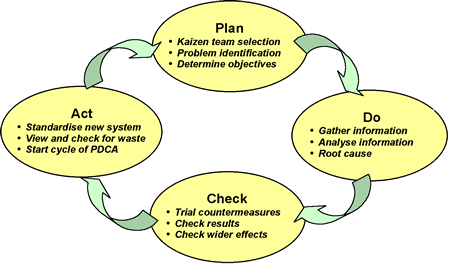 Plan
• Kaizen team selection
• Problem identification
• Determine objectives
Do
• Gather information
• Analyse information
• Root cause
Check
• Trial countermeasures
• Check results
• Check wider effects
Act
• Standardise new system
• View and check for waste
• Start cycle of PDCA